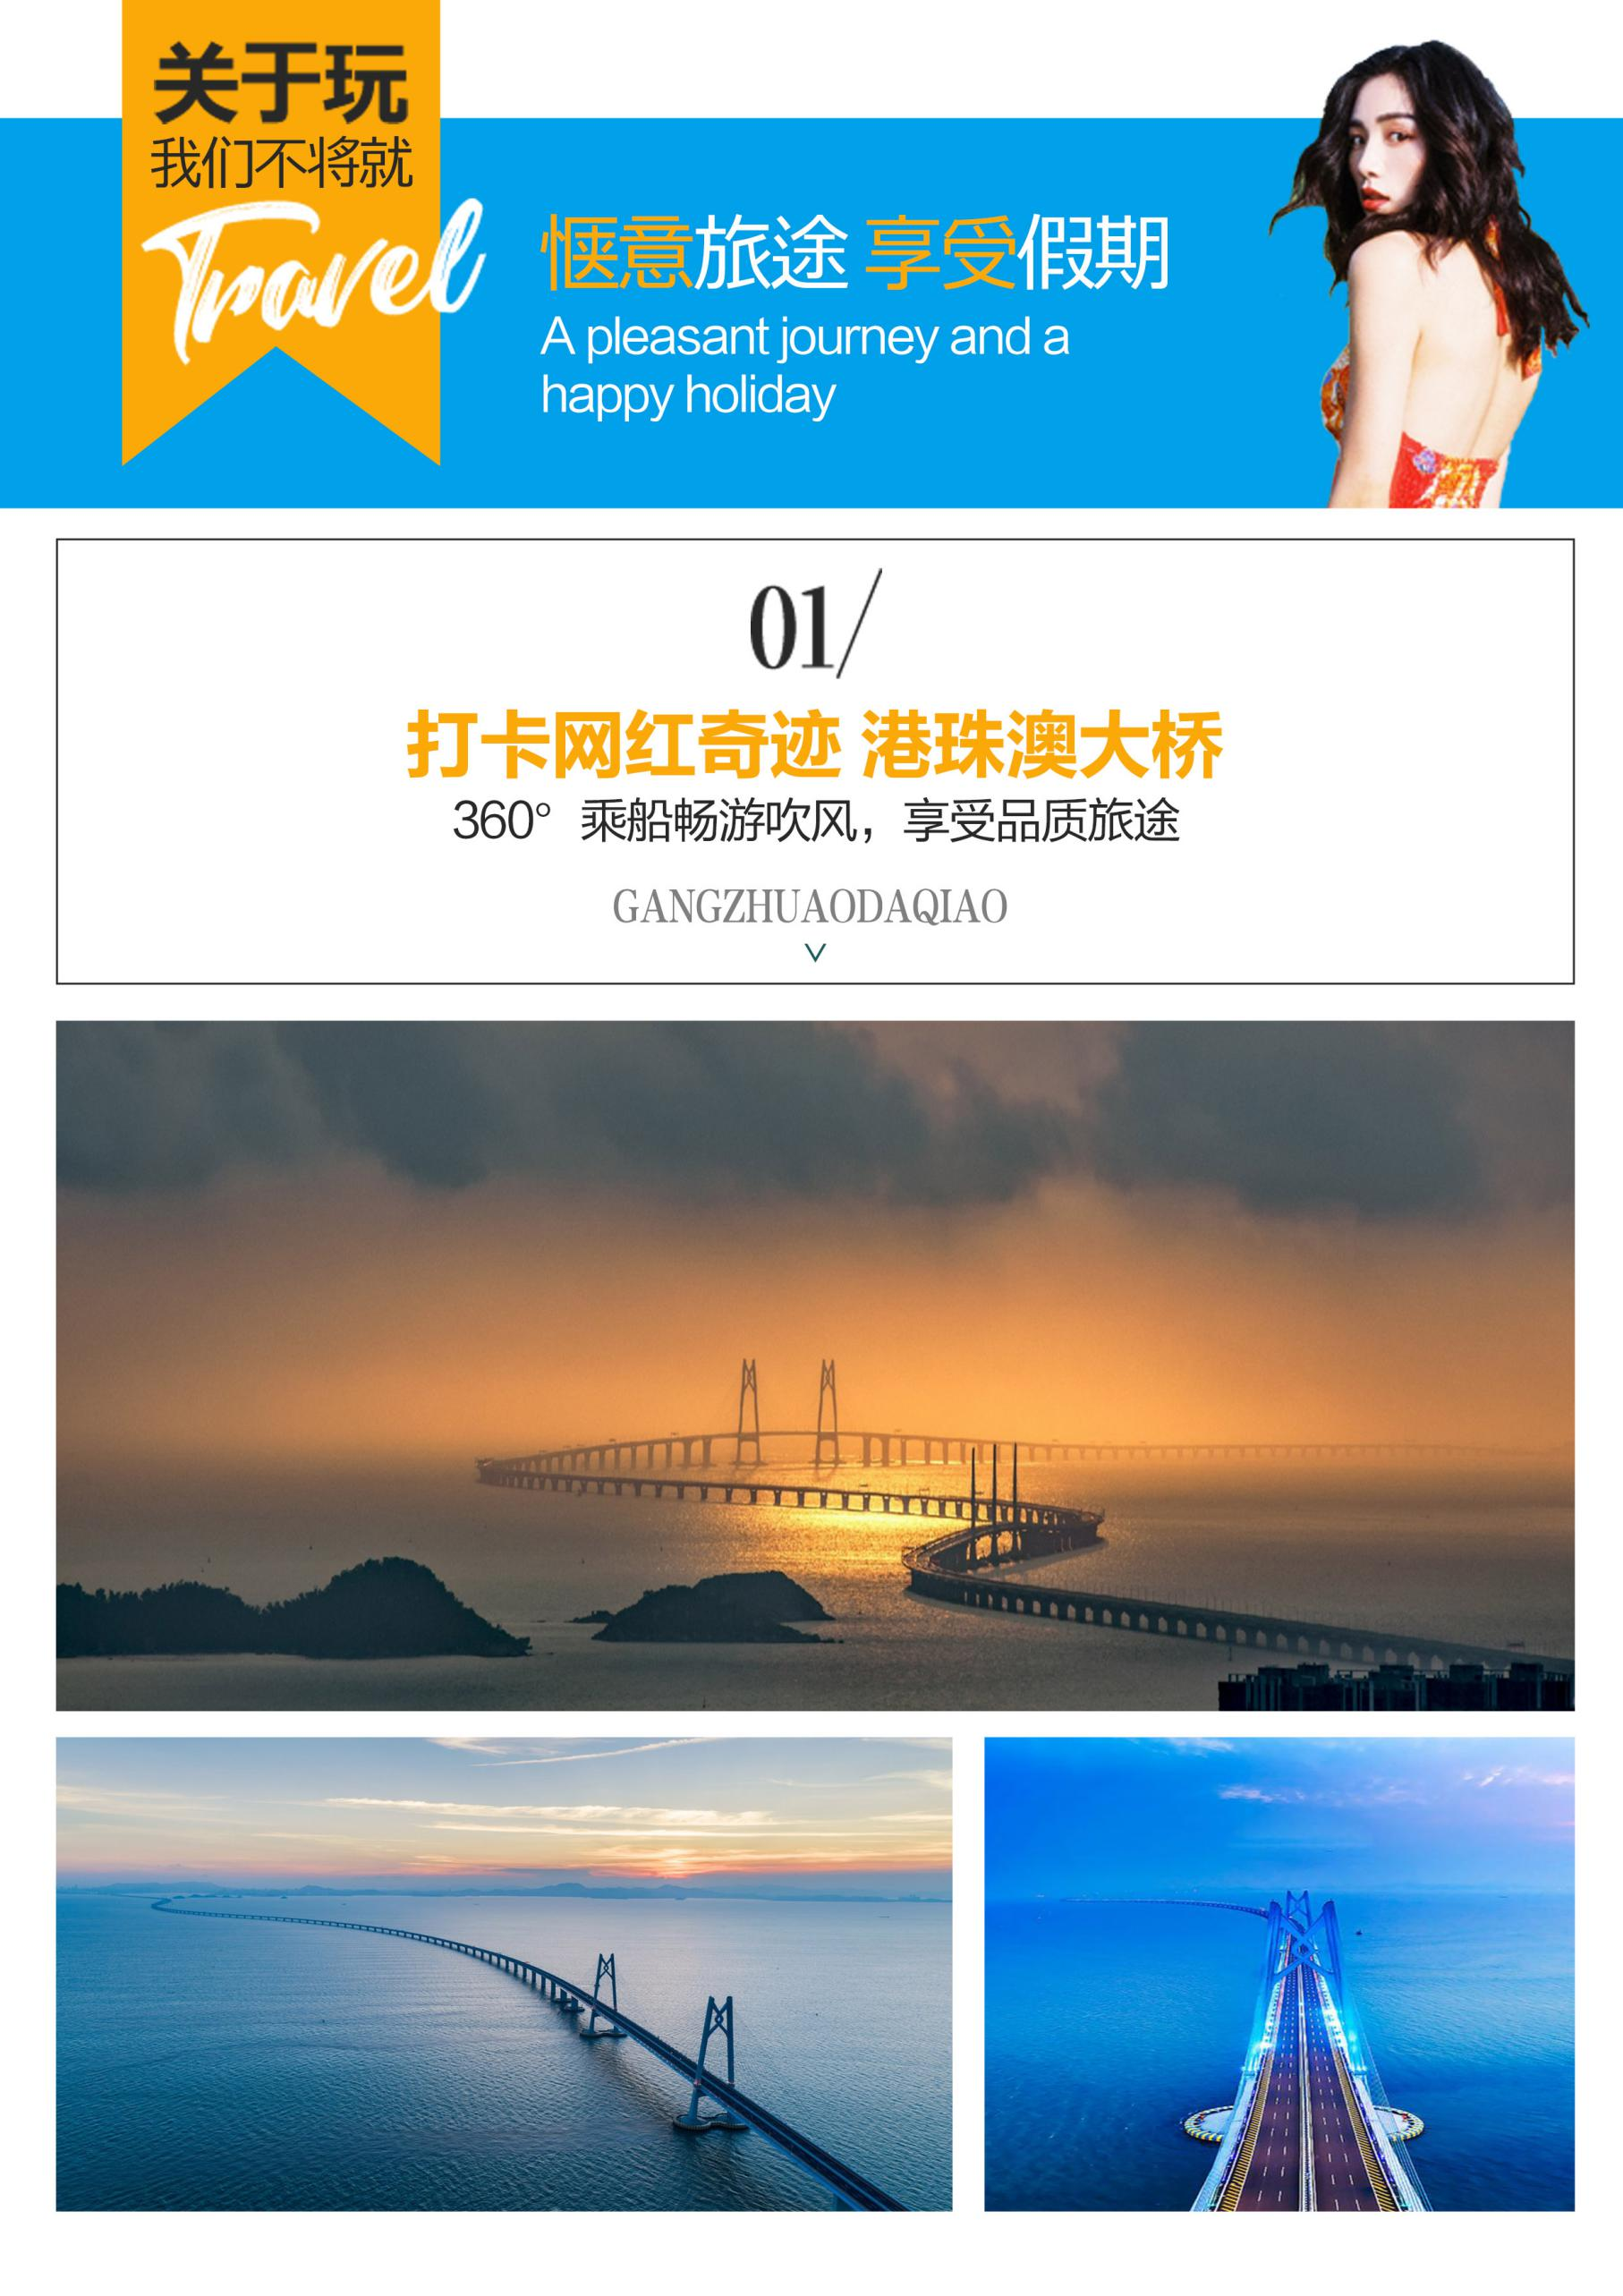 关于玩
我们不将就
Travel
惬意旅途 享受假期
A pleasant journey and a
happy holiday
01/
打卡网红奇迹 港珠澳大桥
360° 乘船畅游吹风，享受品质旅途
GANGZHUAODAQIAO